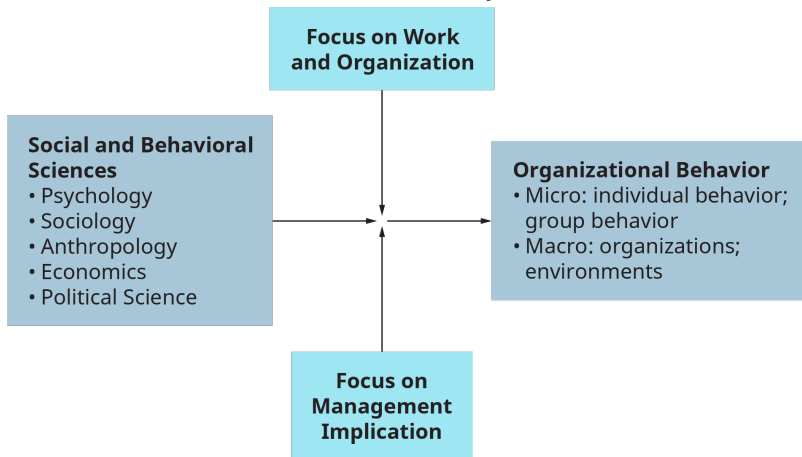 Focus on Work
and Organization
Social and Behavioral
Sciences
• Psychology
• Sociology
• Anthropology
• Economics
• Political Science
Organizational Behavior
• Micro: individual behavior;
group behavior
• Macro: organizations;
environments
Focus on
Management
Implication